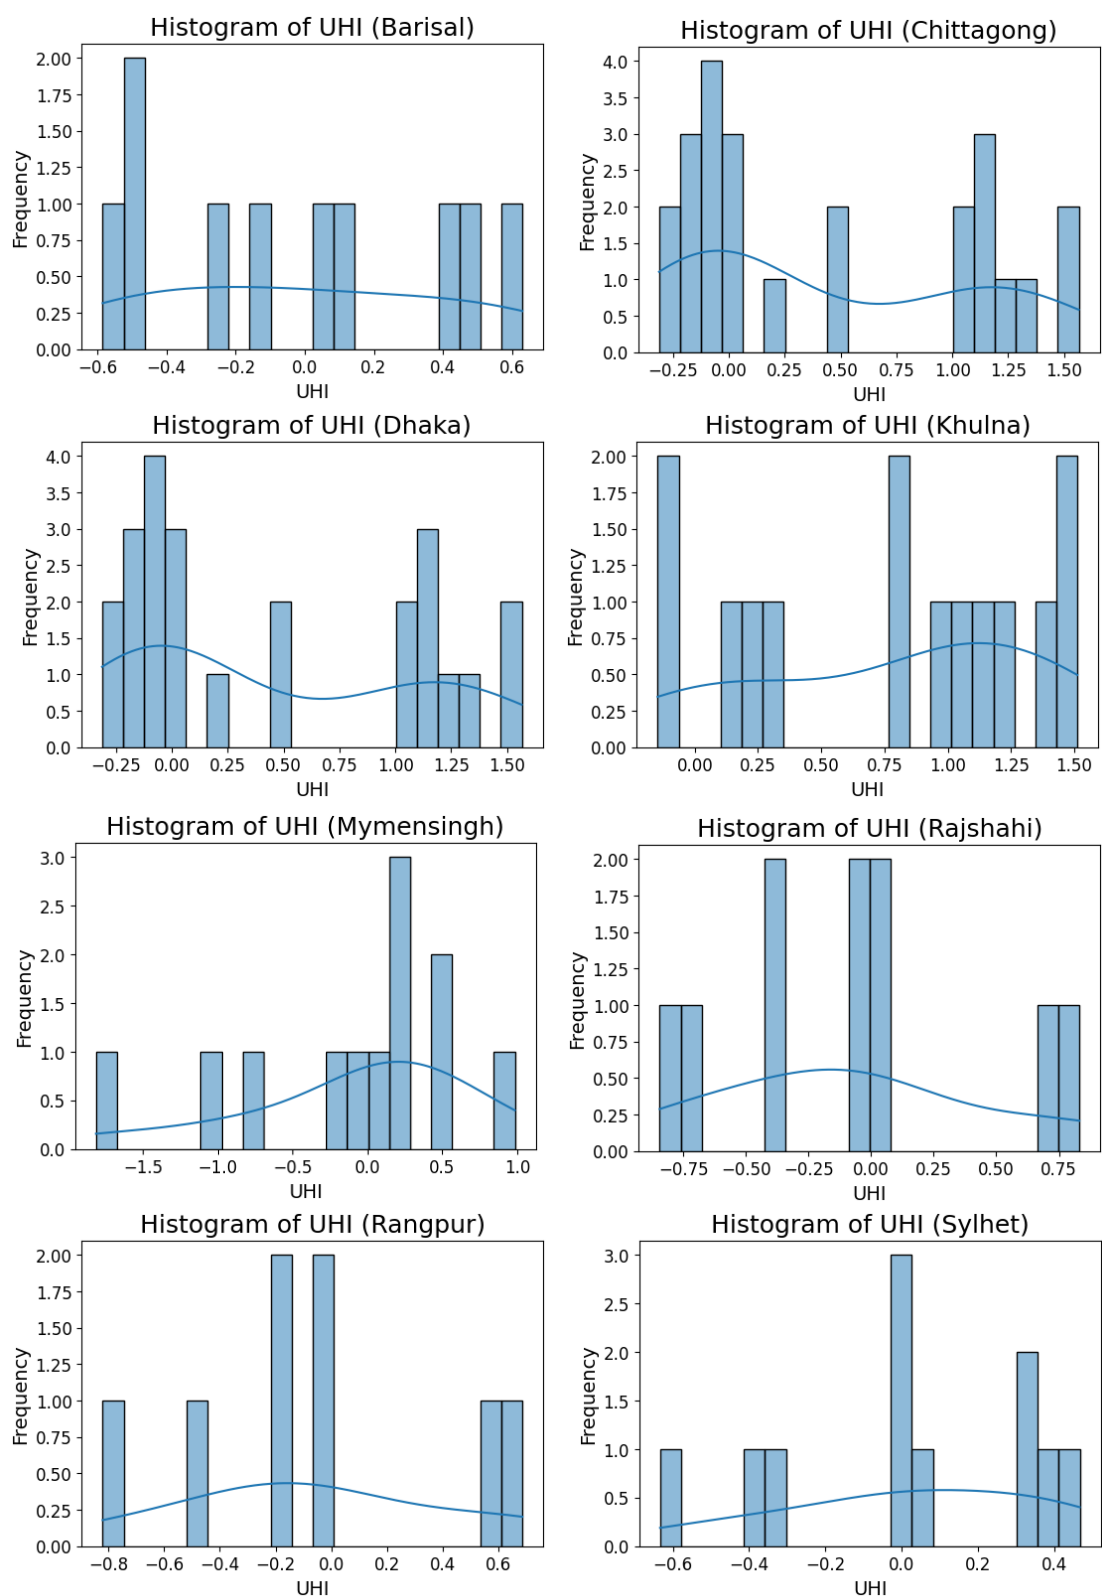 Histogram of UHI (Barisal)
Frequency
2.00
1.75
1.50
1.25
1.00
0.75
0.50
0.25
0.00
−0.6 −0.4 −0.2 0.0 0.2 0.4 0.6
UHI
Histogram of UHI (Chittagong)
Frequency
4.0
3.5
3.0
2.5
2.0
1.5
1.0
0.5
0.0
−0.25 0.00 0.25 0.50 0.75 1.00 1.25 1.50
UHI
Histogram of UHI (Dhaka)
Frequency
4.0
3.5
3.0
2.5
2.0
1.5
1.0
0.5
0.0
−0.25 0.00 0.25 0.50 0.75 1.00 1.25 1.50
UHI
Histogram of UHI (Khulna)
Frequency
2.00
1.75
1.50
1.25
1.00
0.75
0.50
0.25
0.00
0.00 0.25 0.50 0.75 1.00 1.25 1.50
UHI
Histogram of UHI (Mymensingh)
Frequency
3.0
2.5
2.0
1.5
1.0
0.5
0.0
−1.5 −1.0 −0.5 0.0 0.5 1.0
UHI
Histogram of UHI (Rajshahi)
Frequency
2.00
1.75
1.50
1.25
1.00
0.75
0.50
0.25
0.00
−0.75 −0.50 −0.25 0.00 0.25 0.50 0.75
UHI
Histogram of UHI (Rangpur)
Frequency
2.00
1.75
1.50
1.25
1.00
0.75
0.50
0.25
0.00
−0.8 −0.6 −0.4 −0.2 0.0 0.2 0.4 0.6
UHI
Histogram of UHI (Sylhet)
Frequency
3.0
2.5
2.0
1.5
1.0
0.5
0.0
−0.6 −0.4 −0.2 0.0 0.2 0.4
UHI